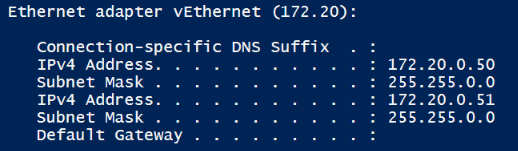 Ethernet adapter vEthernet (172.20):
Connection-specific DNS Suffix  . :
IPv4 Address. . . . . . . . . . . : 172.20.0.50
Subnet Mask . . . . . . . . . . . : 255.255.0.0
IPv4 Address. . . . . . . . . . . : 172.20.0.51
Subnet Mask . . . . . . . . . . . : 255.255.0.0
Default Gateway . . . . . . . . . :